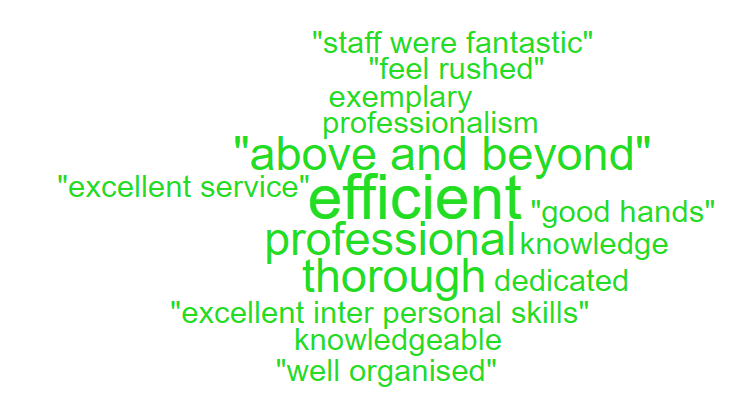 "staff were fantastic"
"feel rushed"
exemplary
professionalism
"above and beyond"
"excellent service"
efficient
"good hands"
professional
knowledge
thorough
dedicated
"excellent inter personal skills"
knowledgeable
"well organised"